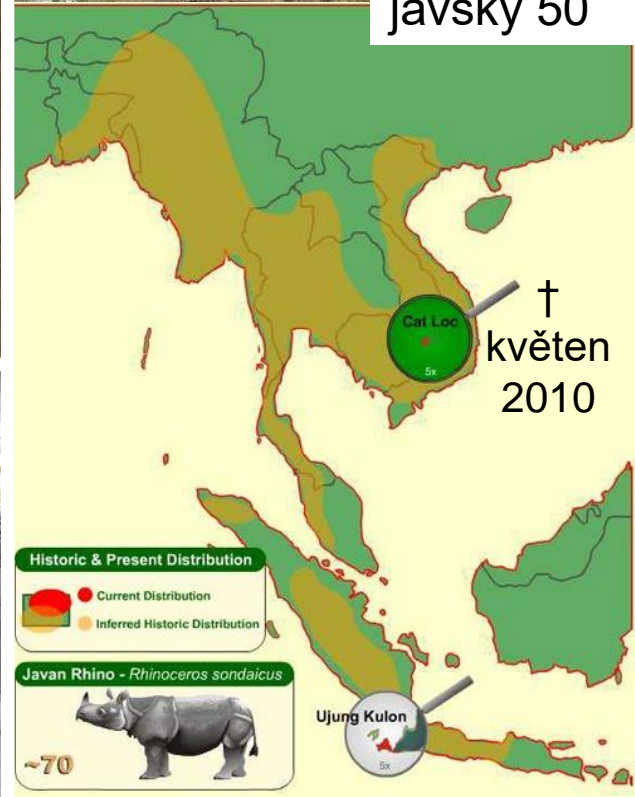 jávský 50
Cat Loc
5x
†
květen
2010
Historic & Present Distribution
Current Distribution
Inferred Historic Distribution
Javan Rhino - Rhinoceros sondaicus
~70
Ujung Kulon
5x